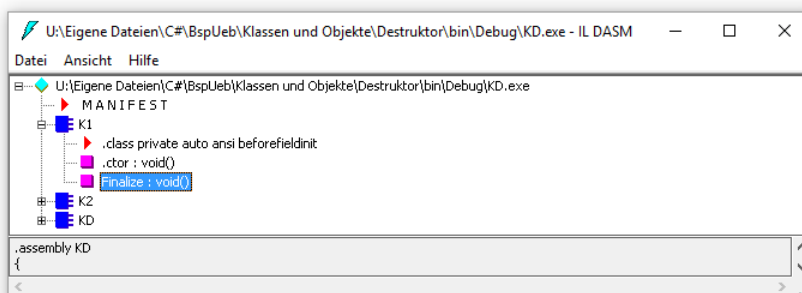 U:\Eigene Dateien\C#\BspUeb\Klassen und Objekte\Destruktor\bin\Debug\KD.exe - IL DASM
Datei Ansicht Hilfe
U:\Eigene Dateien\C#\BspUeb\Klassen und Objekte\Destruktor\bin\Debug\KD.exe
M A N I F E S T
K1
.class private auto ansi beforefieldinit
.ctor : void()
Finalize : void()
K2
KD
.assembly KD
{